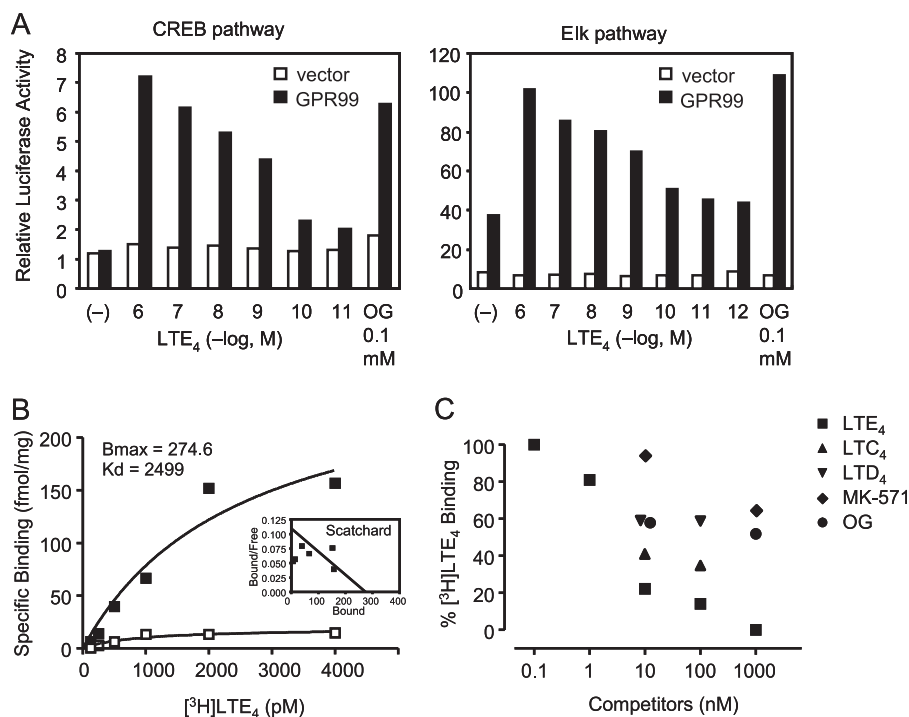 A
CREB pathway
Relative Luciferase Activity
8
7
6
5
4
3
2
1
0
vector
GPR99
(–) 6 7 8 9 10 11 OG
0.1
mM
LTE4 (–log, M)
Elk pathway
120
100
80
60
40
20
0
vector
GPR99
(–) 6 7 8 9 10 11 12 OG
0.1
mM
LTE4 (–log, M)
B
Specific Binding (fmol/mg)
200
150
100
50
0
Bmax = 274.6
Kd = 2499
Scatchard
Bound/Free
0.125
0.100
0.075
0.050
0.025
0.000
0 100 200 300 400
Bound
0 1000 2000 3000 4000
[³H]LTE4 (pM)
C
% [³H]LTE4 Binding
100
80
60
40
20
0
0.1 1 10 100 1000
Competitors (nM)
LTE4
LTC4
LTD4
MK-571
OG